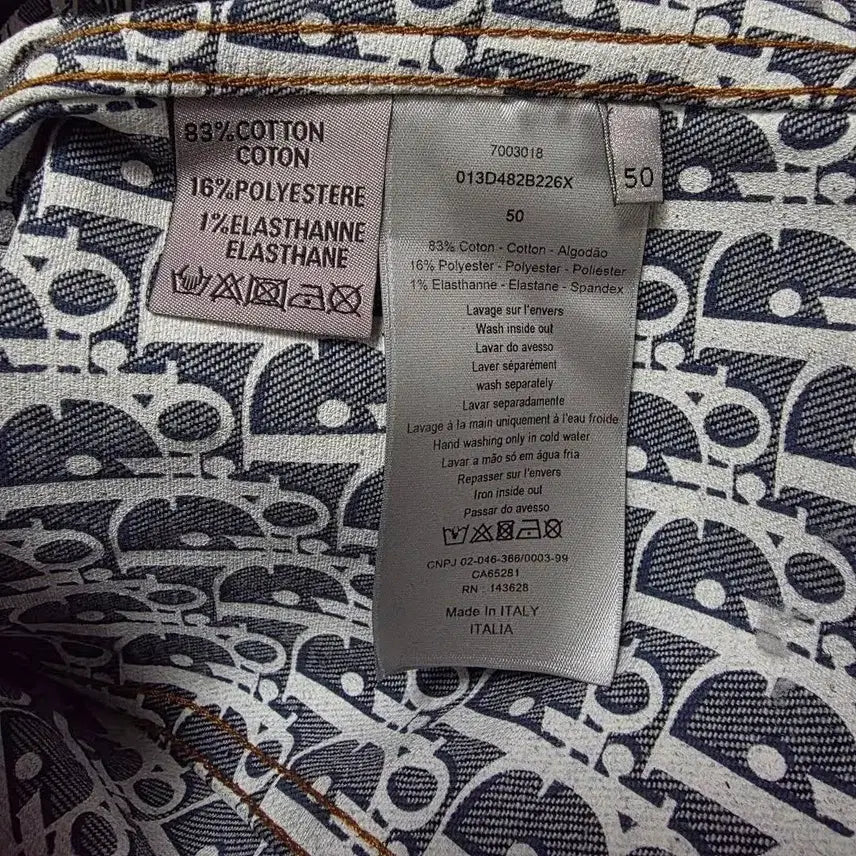 83%COTTON
COTON
16%POLYESTERE
1%ELASTHANNE
ELASTHANE
7003018
013D482B226X
50
50
83% Coton - Cotton - Algodão
16% Polyester - Polyester - Poliéster
1% Elasthanne - Elastane - Spandex
Lavage sur l'envers
Wash inside out
Lavar do avesso
Laver séparément
wash separately
Lavar separadamente
Lavage à la main uniquement à l'eau froide
Hand washing only in cold water
Lavar a mão só em água fria
Repasser sur l'envers
Iron inside out
Passar do avesso
CNPJ 02-046-366/0003-99
CA65281
RN : 143628
Made In ITALY
ITALIA